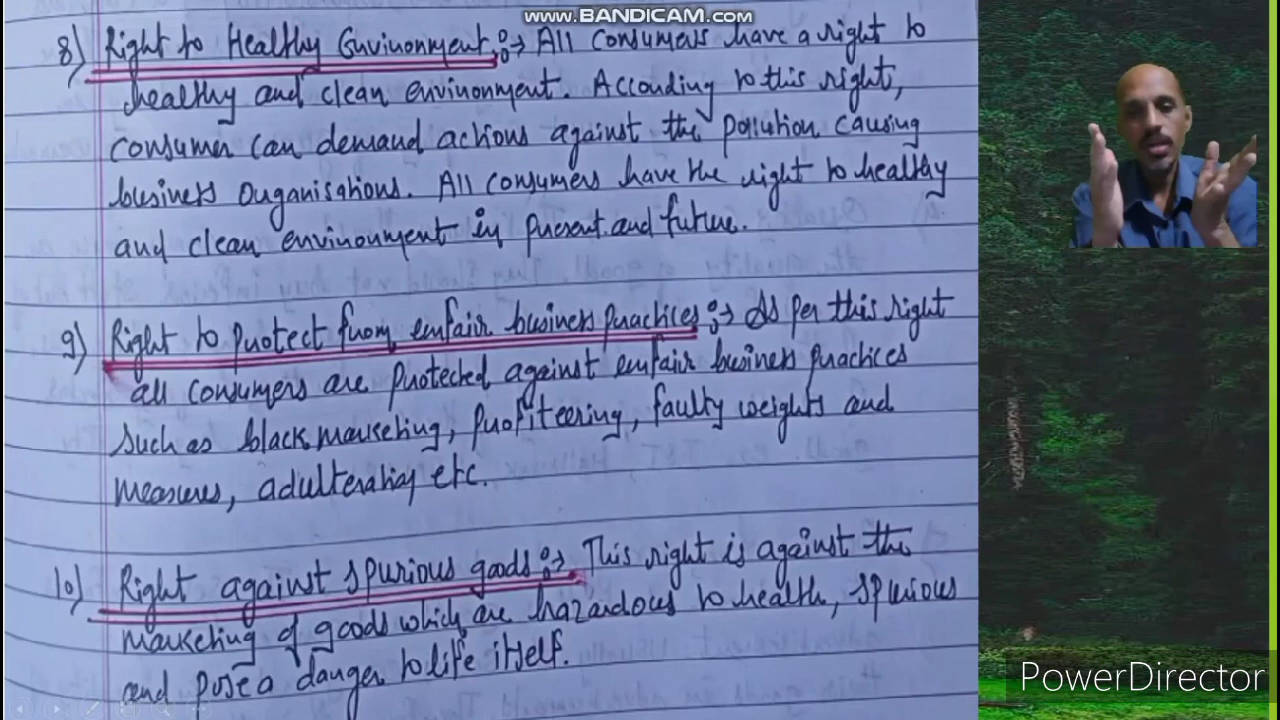 www.BANDICAM.com
8) Right to Healthy Environment :→ All consumers have a right to
healthy and clean environment. According to this right,
consumer can demand actions against the pollution causing
business organisations. All consumers have the right to healthy
and clean environment in present and future.
9) Right to protect from unfair business practices :→ As per this right
all consumers are protected against unfair business practices
such as black marketing, profiteering, faulty weights and
measures, adulteration etc.
10) Right against spurious goods :→ This right is against the
marketing of goods which are hazardous to health, spurious
and pose a danger to life itself.
PowerDirector